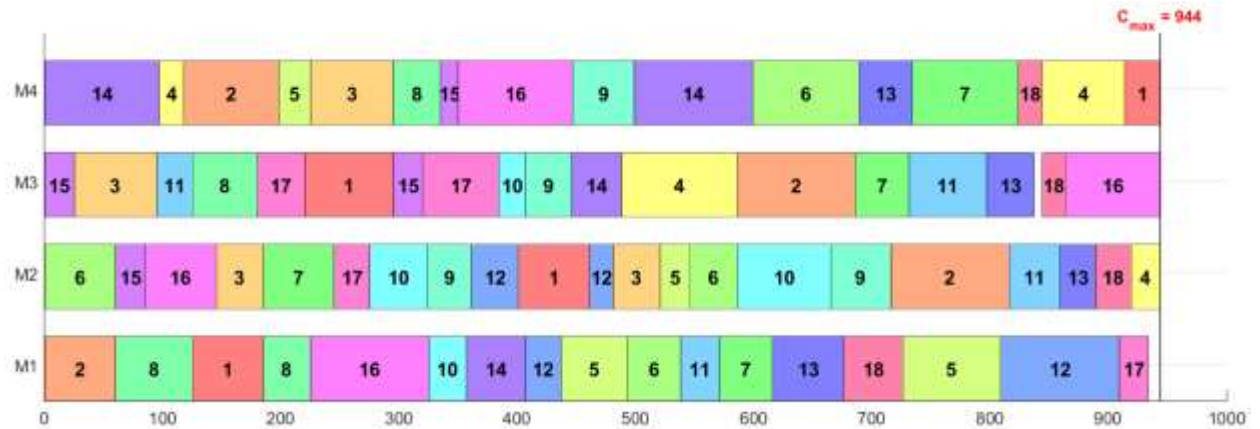 C_max = 944
M4 14 4 2 5 3 8 15 16 9 14 6 13 7 18 4 1
M3 15 3 11 8 17 1 15 17 10 9 14 4 2 7 11 13 18 16
M2 6 15 16 3 7 17 10 9 12 1 12 3 5 6 10 9 2 11 13 18 4
M1 2 8 1 8 16 10 14 12 5 6 11 7 13 18 5 12 17
0 100 200 300 400 500 600 700 800 900 1000